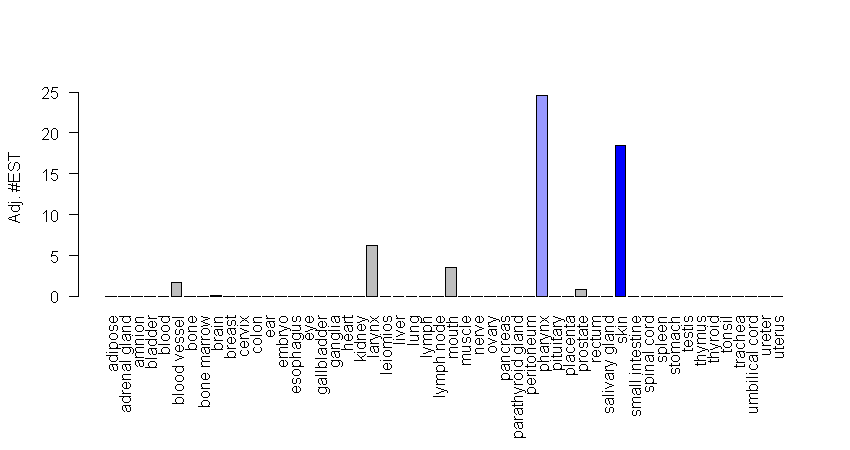 Adj. #EST
25
20
15
10
5
0
adipose
adrenal gland
amnion
bladder
blood
blood vessel
bone
bone marrow
brain
breast
cervix
colon
ear
embryo
esophagus
eye
gallbladder
ganglia
heart
kidney
larynx
leiomios
liver
lung
lymph
lymph node
mouth
muscle
nerve
ovary
pancreas
parathyroid gland
peritoneum
pharynx
pituitary
placenta
prostate
rectum
salivary gland
skin
small intestine
spinal cord
spleen
stomach
testis
thymus
thyroid
tonsil
trachea
umbilical cord
ureter
uterus